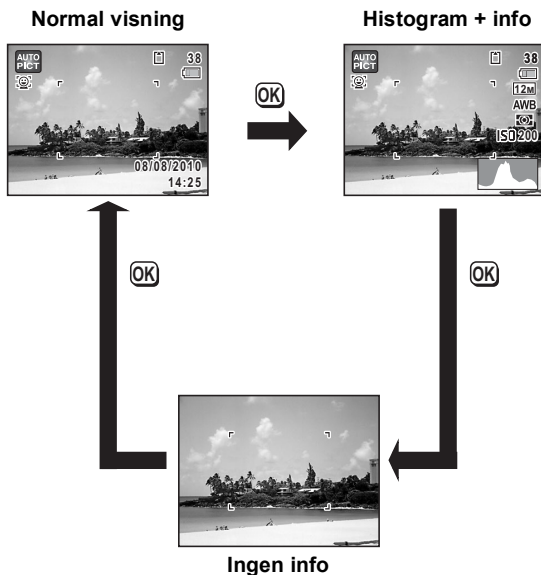 Normal visning
Histogram + info
AUTO PICT
38
08/08/2010
14:25
OK
AUTO PICT
38
12M
AWB
ISO 200
OK
OK
Ingen info